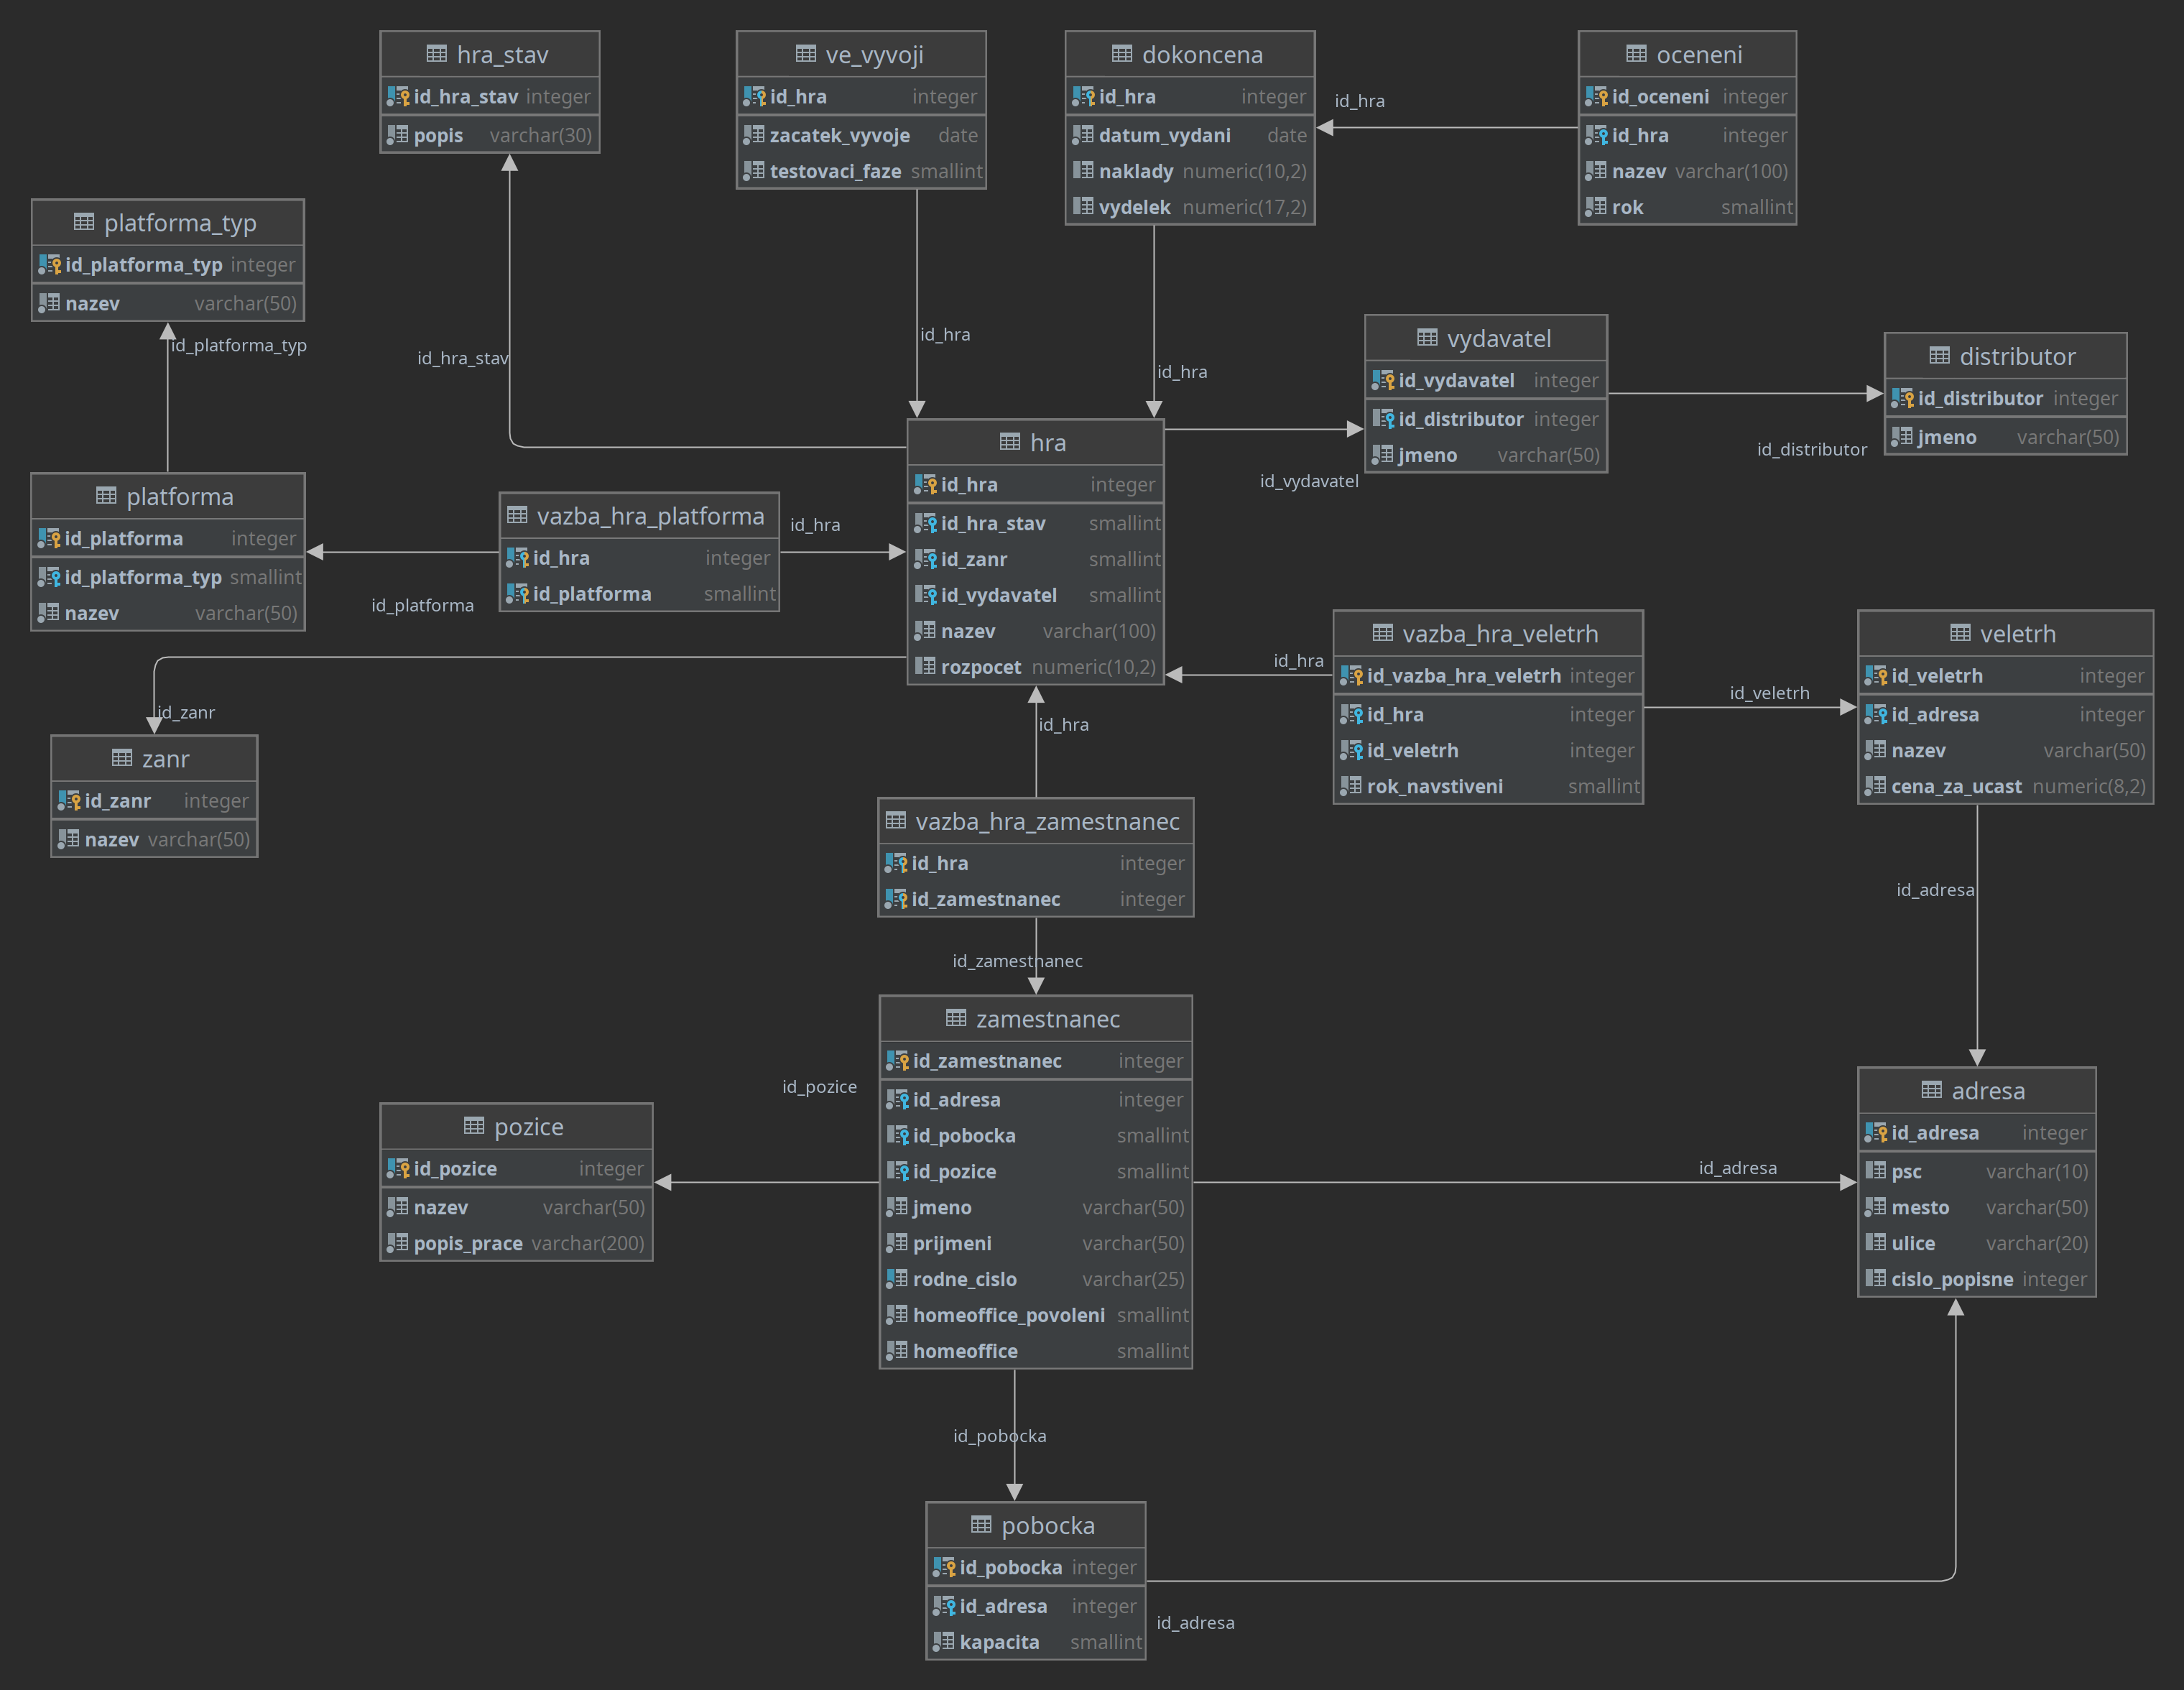 hra_stav
id_hra_stav integer
popis varchar(30)
ve_vyvoji
id_hra integer
zacatek_vyvoje date
testovaci_faze smallint
dokoncena
id_hra integer
datum_vydani date
naklady numeric(10,2)
vydelek numeric(17,2)
id_hra
oceneni
id_oceneni integer
id_hra integer
nazev varchar(100)
rok smallint
platforma_typ
id_platforma_typ integer
nazev varchar(50)
id_platforma_typ
id_hra_stav
id_hra
id_hra
vydavatel
id_vydavatel integer
id_distributor integer
jmeno varchar(50)
distributor
id_distributor integer
jmeno varchar(50)
id_distributor
id_vydavatel
hra
id_hra integer
id_hra_stav smallint
id_zanr smallint
id_vydavatel smallint
nazev varchar(100)
rozpocet numeric(10,2)
platforma
id_platforma integer
id_platforma_typ smallint
nazev varchar(50)
id_platforma
vazba_hra_platforma
id_hra integer
id_platforma smallint
id_hra
id_zanr
zanr
id_zanr integer
nazev varchar(50)
id_hra
id_hra
vazba_hra_veletrh
id_vazba_hra_veletrh integer
id_hra integer
id_veletrh integer
rok_navstiveni smallint
id_veletrh
veletrh
id_veletrh integer
id_adresa integer
nazev varchar(50)
cena_za_ucast numeric(8,2)
vazba_hra_zamestnanec
id_hra integer
id_zamestnanec integer
id_zamestnanec
id_adresa
zamestnanec
id_zamestnanec integer
id_adresa integer
id_pobocka smallint
id_pozice smallint
jmeno varchar(50)
prijmeni varchar(50)
rodne_cislo varchar(25)
homeoffice_povoleni smallint
homeoffice smallint
id_pozice
pozice
id_pozice integer
nazev varchar(50)
popis_prace varchar(200)
id_adresa
adresa
id_adresa integer
psc varchar(10)
mesto varchar(50)
ulice varchar(20)
cislo_popisne integer
id_pobocka
pobocka
id_pobocka integer
id_adresa integer
kapacita smallint
id_adresa